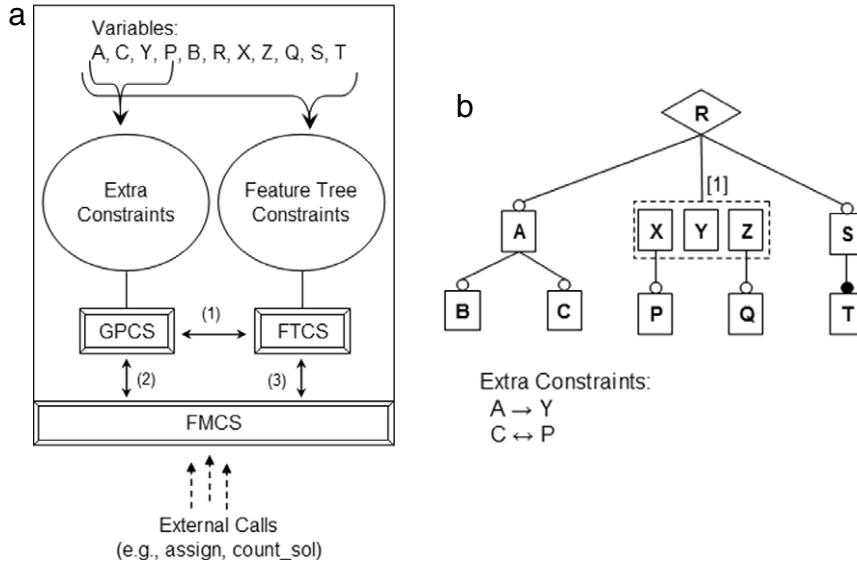 a
Variables:
A, C, Y, P, B, R, X, Z, Q, S, T
Extra
Constraints
Feature Tree
Constraints
GPCS
(1)
FTCS
(2)
(3)
FMCS
External Calls
(e.g., assign, count_sol)
b
R
[1]
A
X
Y
Z
S
B
C
P
Q
T
Extra Constraints:
A → Y
C ↔ P